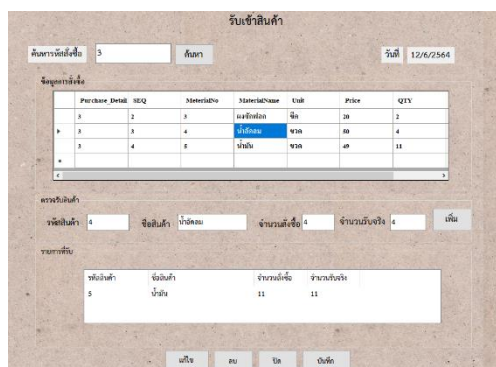 รับเข้าสินค้า
ค้นหารหัสสั่งซื้อ 3 ค้นหา วันที่ 12/6/2564
ข้อมูลการสั่งซื้อ
Purchase_Detail SEQ MeterialNo MaterialName Unit Price QTY
3 2 3 ผงซักฟอก 20 2
3 3 4 น้ำอัดลม ขวด 50 4
3 4 5 น้ำมัน ขวด 49 11
ตรวจรับสินค้า
รหัสสินค้า 4 ชื่อสินค้า น้ำอัดลม จำนวนสั่งซื้อ 4 จำนวนรับจริง 4 เพิ่ม
รายการที่รับ
รหัสสินค้า ชื่อสินค้า จำนวนสั่งซื้อ จำนวนรับจริง
5 น้ำมัน 11 11
แก้ไข ลบ ปิด บันทึก